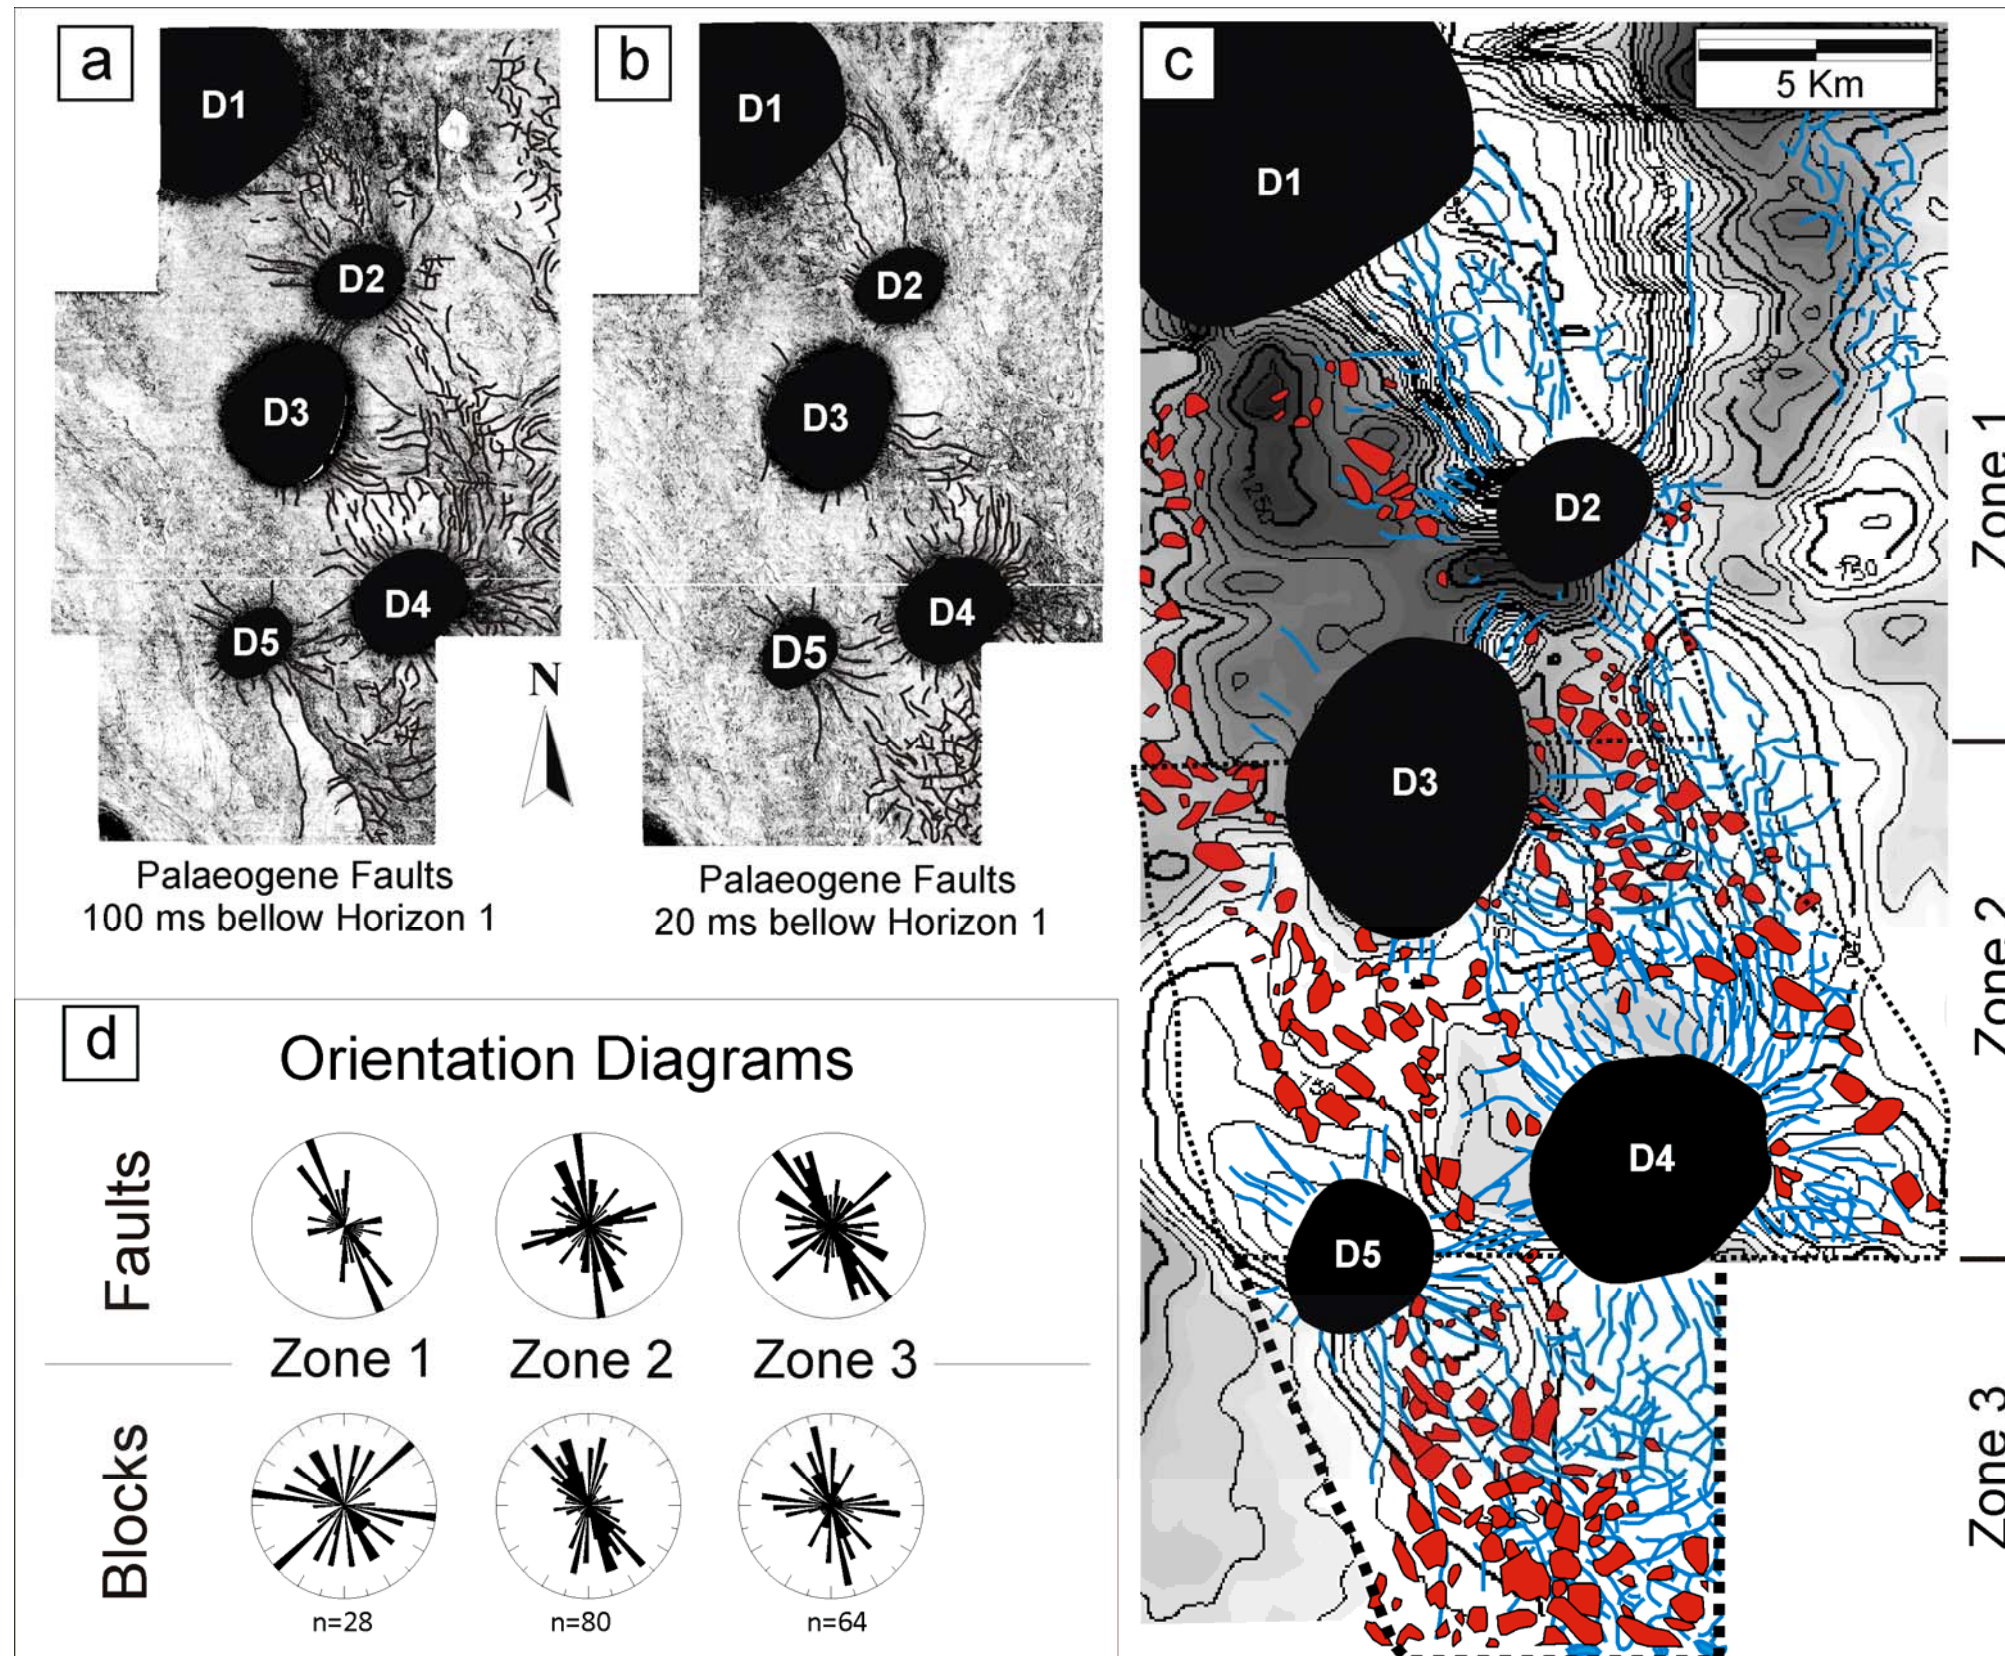 a
D1
D2
D3
D4
D5
N
Palaeogene Faults
100 ms bellow Horizon 1
b
D1
D2
D3
D4
D5
Palaeogene Faults
20 ms bellow Horizon 1
c
5 Km
D1
D2
D3
D4
D5
1250
750
Zone 1
Zone 2
Zone 3
d
Orientation Diagrams
Faults
Zone 1
Zone 2
Zone 3
Blocks
n=28
n=80
n=64